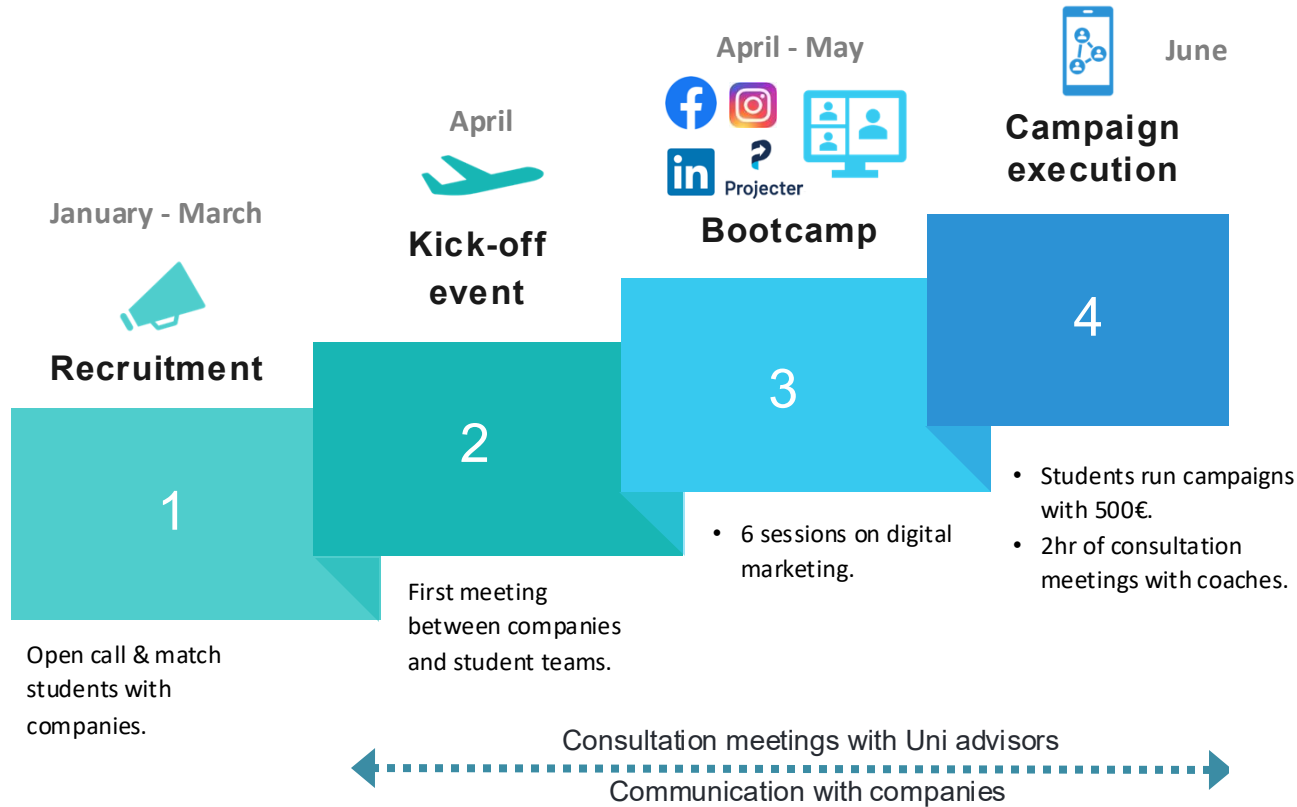 January - March
Recruitment
1
Open call & match
students with
companies.
April
Kick-off
event
2
First meeting
between companies
and student teams.
April - May
in
Projecter
Bootcamp
3
• 6 sessions on digital
marketing.
June
Campaign
execution
4
• Students run campaigns
with 500€.
• 2hr of consultation
meetings with coaches.
Consultation meetings with Uni advisors
Communication with companies